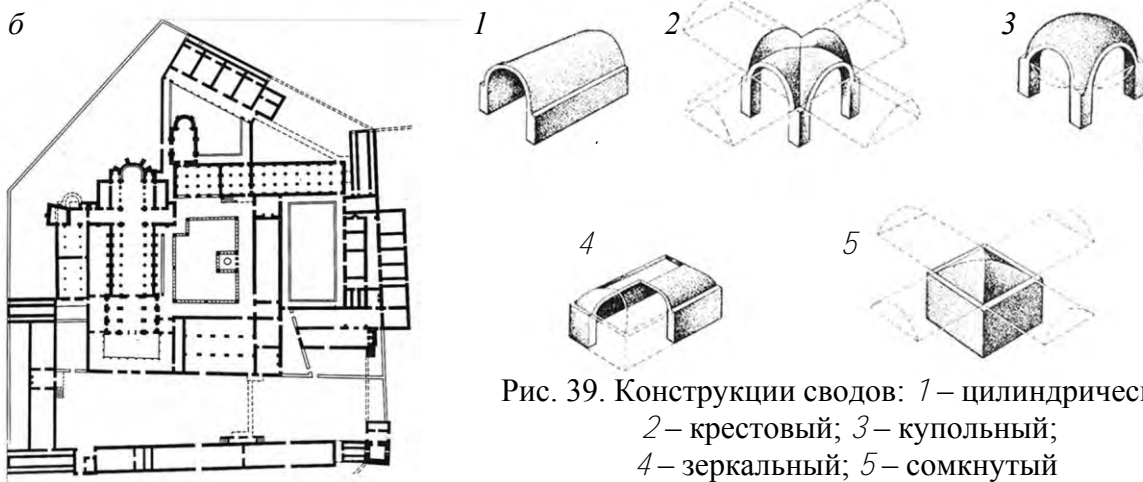 б
1
2
3
4
5
Рис. 39. Конструкции сводов: 1 – цилиндрическ
2 – крестовый; 3 – купольный;
4 – зеркальный; 5 – сомкнутый